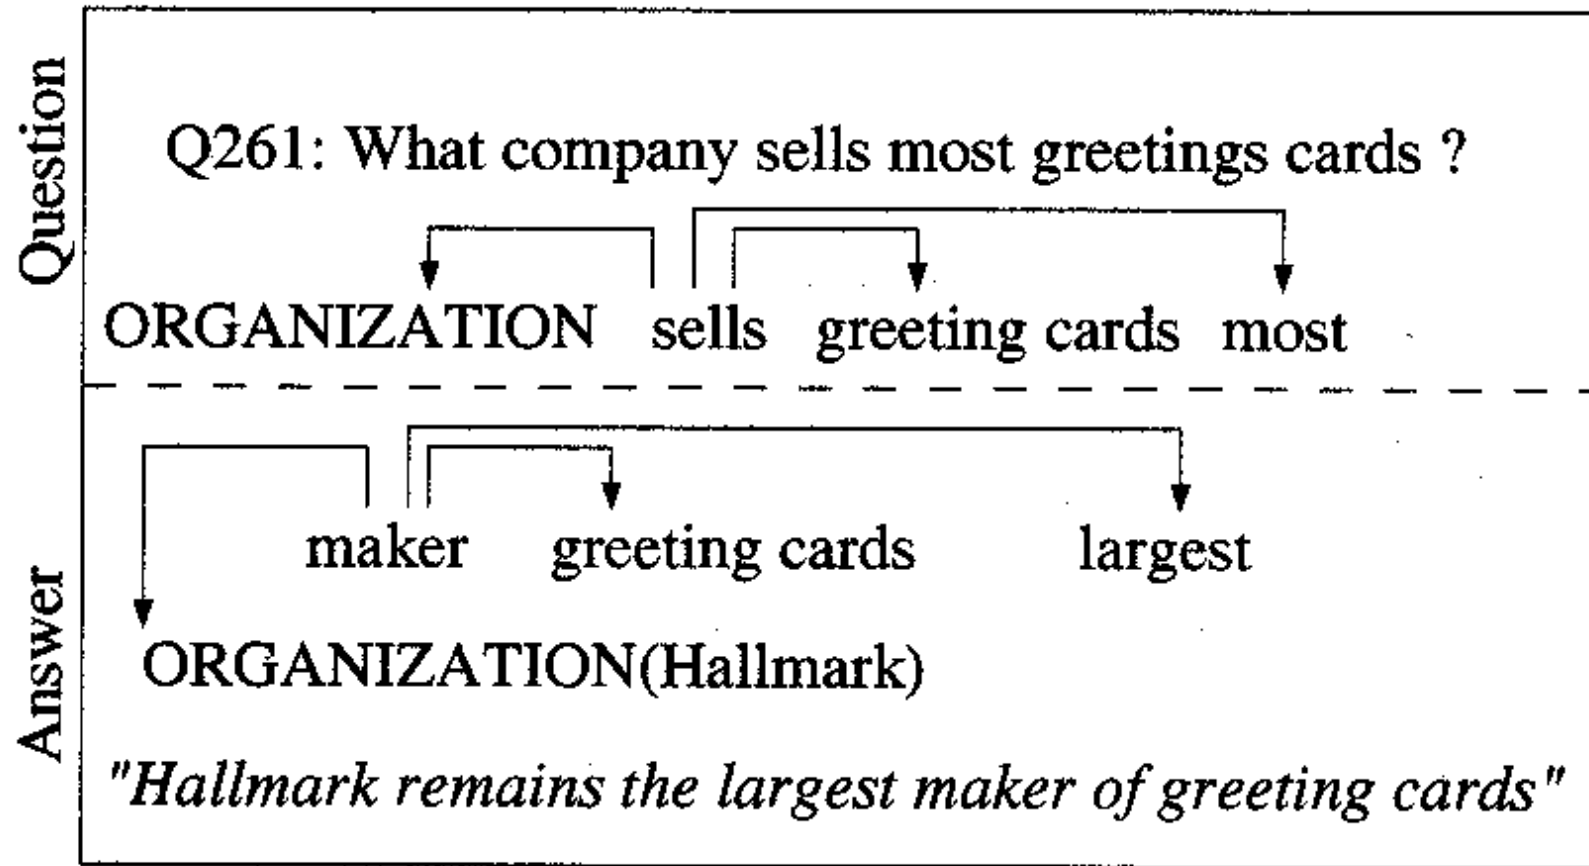 Question
Q261: What company sells most greetings cards ?
ORGANIZATION sells greeting cards most
Answer
maker greeting cards largest
ORGANIZATION(Hallmark)
"Hallmark remains the largest maker of greeting cards"